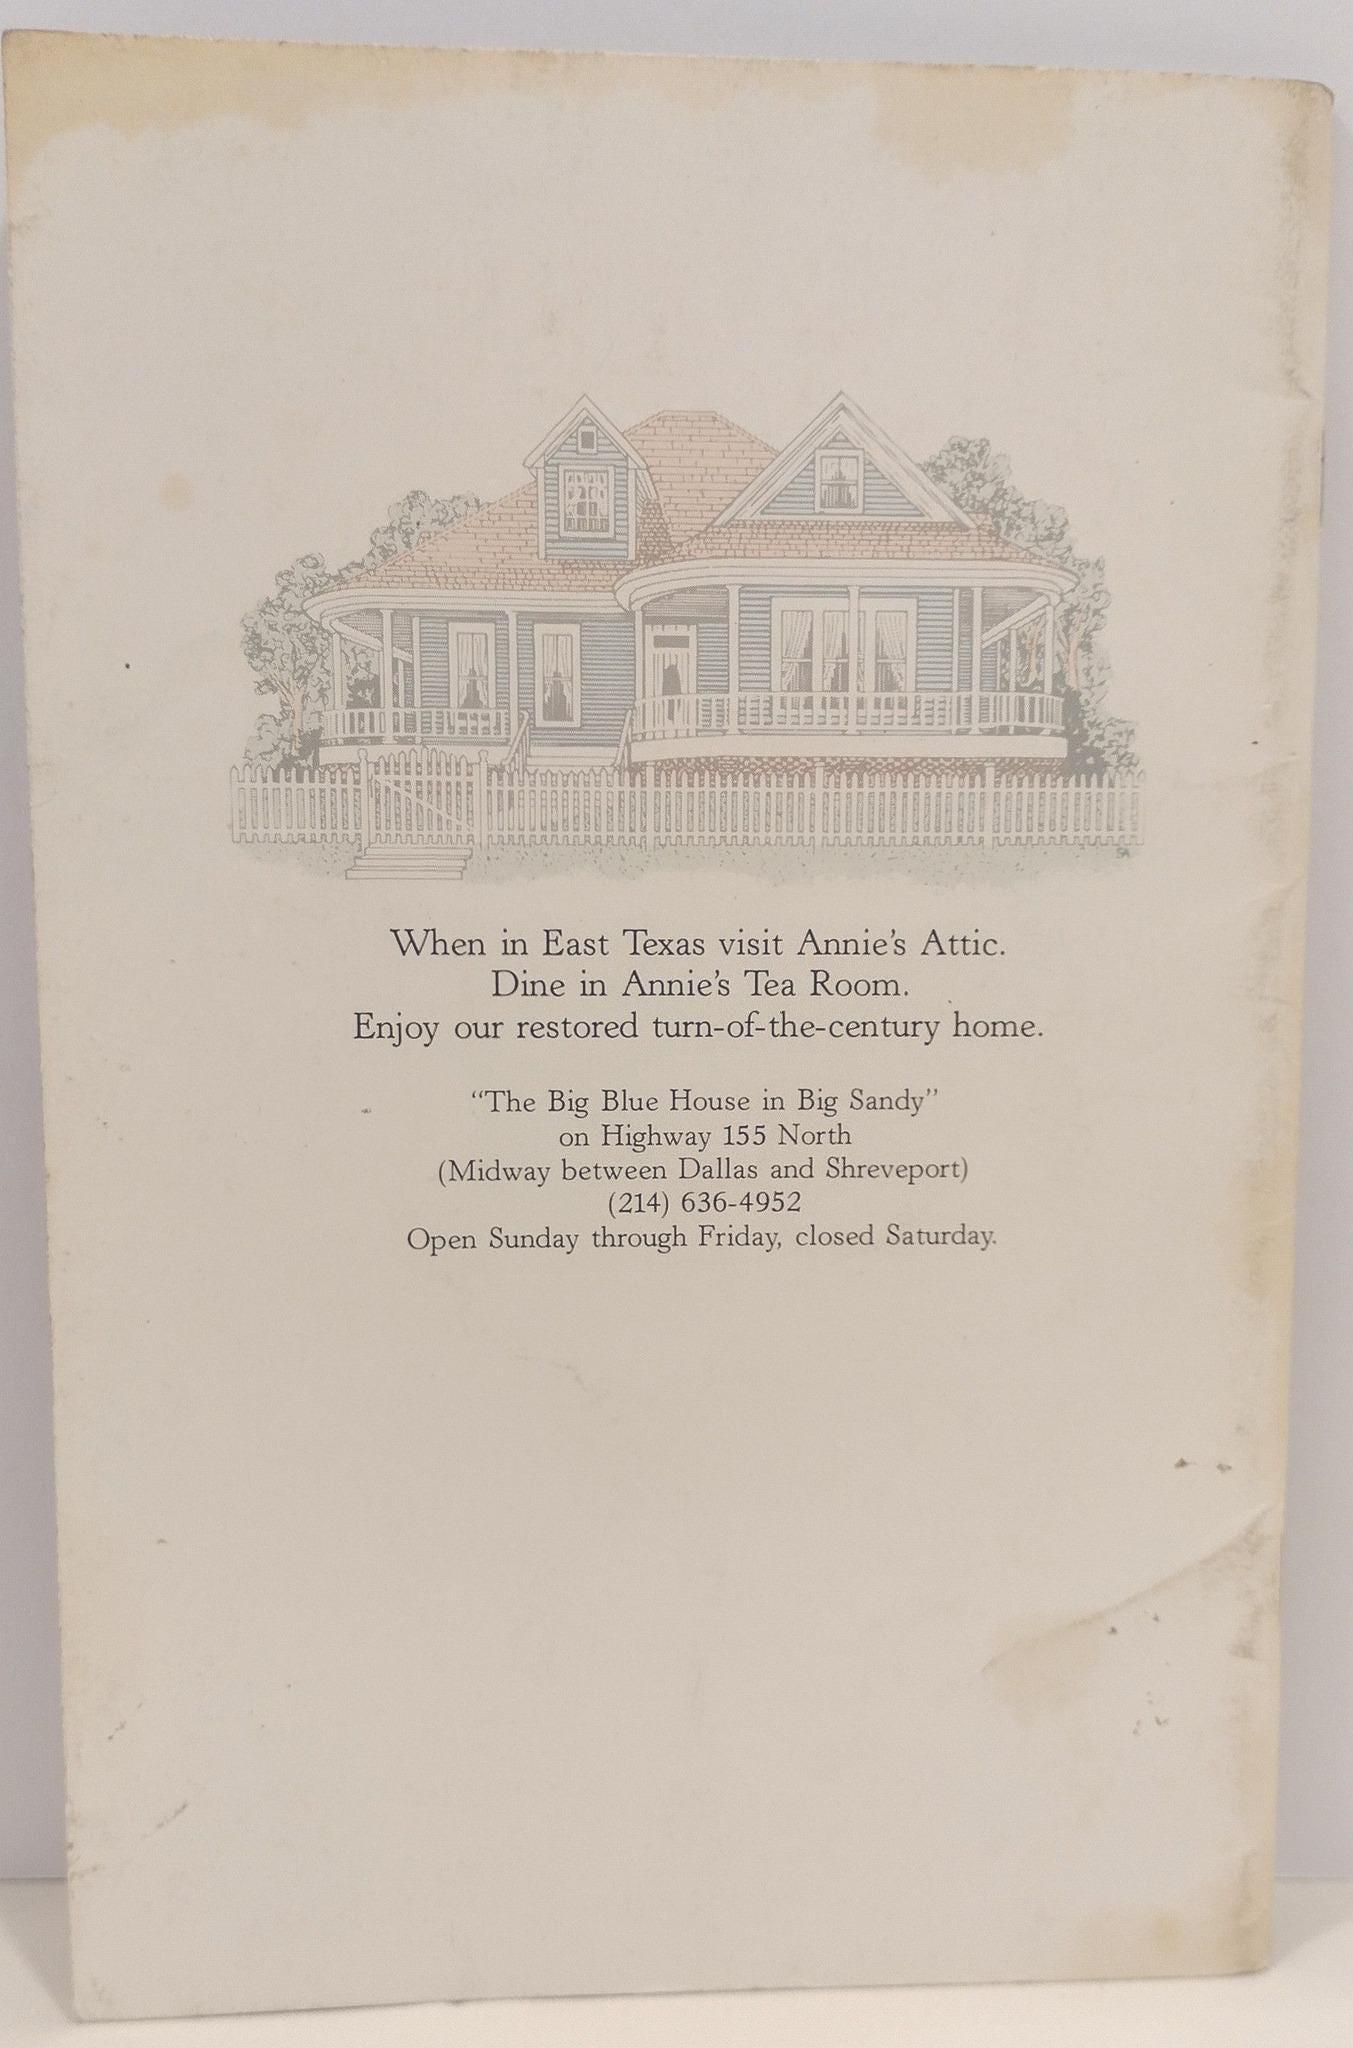 When in East Texas visit Annie's Attic.
Dine in Annie's Tea Room.
Enjoy our restored turn-of-the-century home.
“The Big Blue House in Big Sandy”
on Highway 155 North
(Midway between Dallas and Shreveport)
(214) 636-4952
Open Sunday through Friday, closed Saturday.